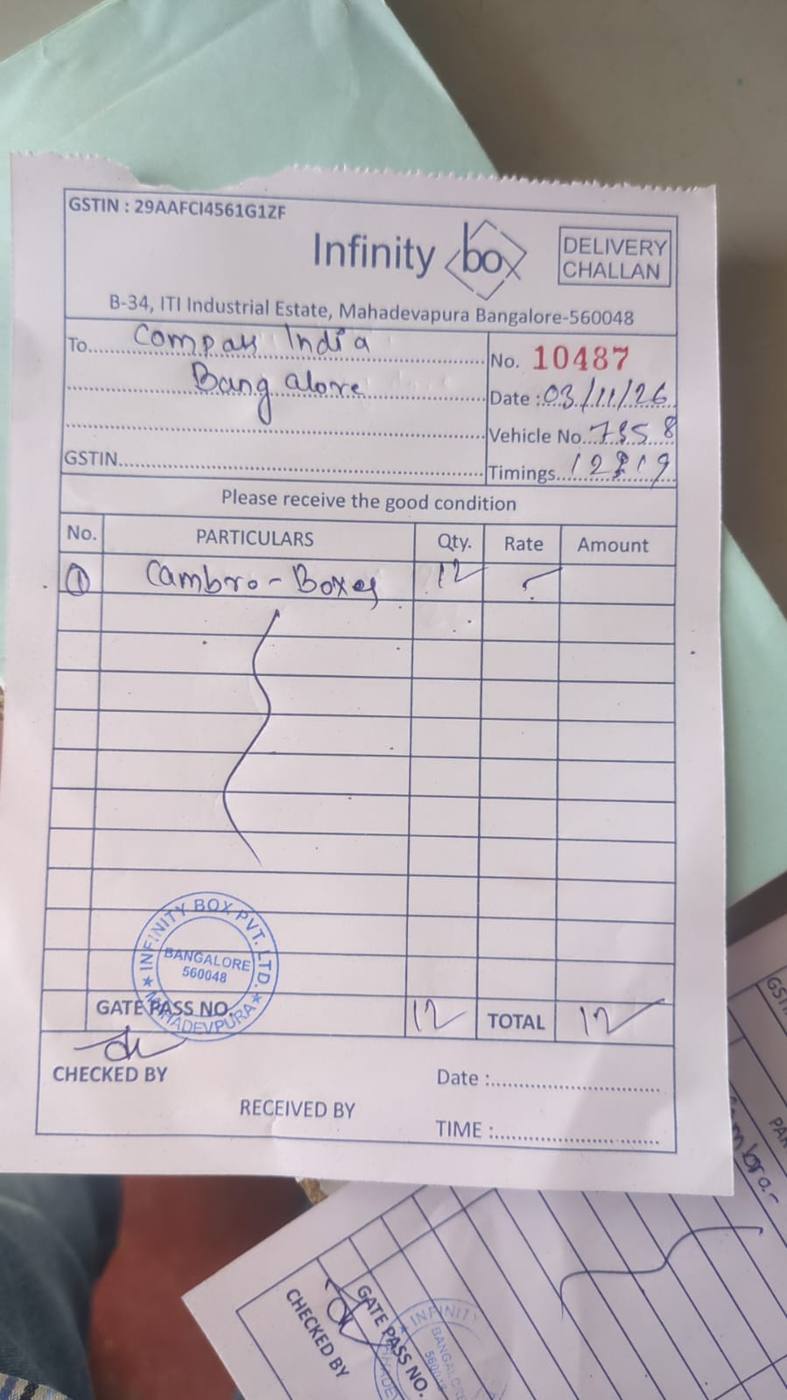 GSTIN : 29AAFCI4561G1ZF
Infinity box
DELIVERY CHALLAN
B-34, ITI Industrial Estate, Mahadevapura Bangalore-560048
To Compass India
Bangalore
No. 10487
Date : 03/11/26
Vehicle No. 7358
GSTIN
Timings
Please receive the good condition
No. PARTICULARS Qty. Rate Amount
1 Cambro-Boxes 12
INFINITY BOX PVT. LTD.
BANGALORE
560048
MAHADEVPURA
GATE PASS NO. 12 TOTAL 12
CHECKED BY
Date :
RECEIVED BY
TIME :
GATE PASS NO.
CHECKED BY
INFINIT